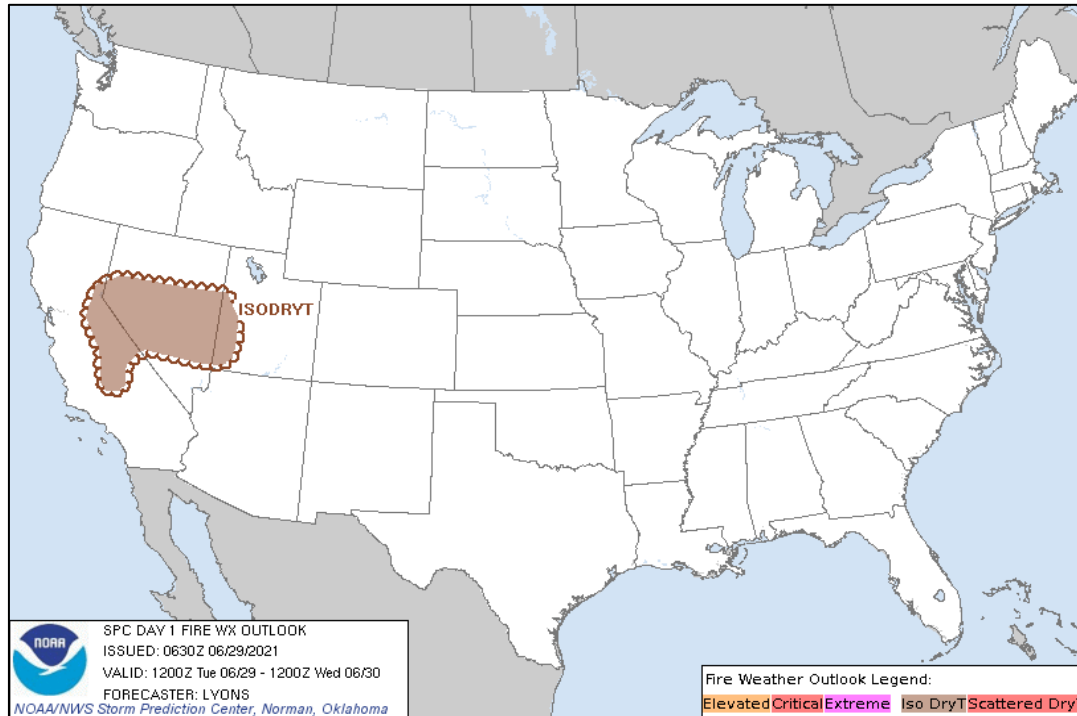 ISODRYT
NOAA
SPC DAY 1 FIRE WX OUTLOOK
ISSUED: 0630Z 06/29/2021
VALID: 1200Z Tue 06/29 - 1200Z Wed 06/30
FORECASTER: LYONS
NOAA/NWS Storm Prediction Center, Norman, Oklahoma
Fire Weather Outlook Legend:
Elevated Critical Extreme Iso DryT Scattered Dry